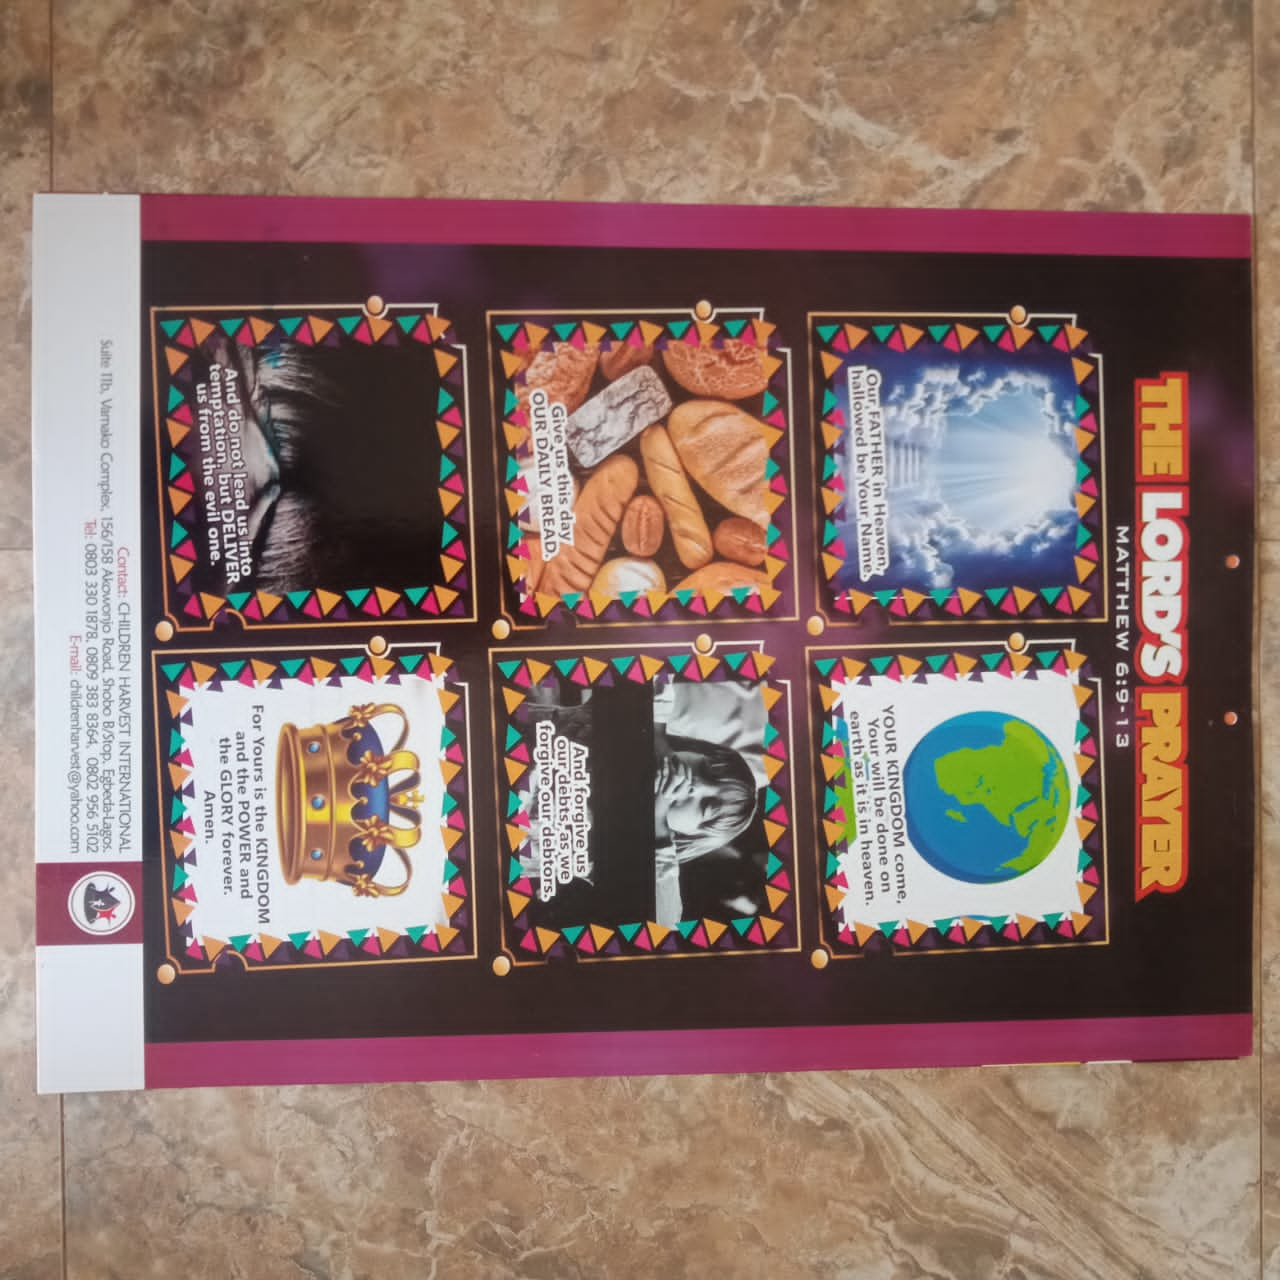 THE LORD'S PRAYER
MATTHEW 6:9-13
Our FATHER in Heaven,
hallowed be Your Name.
YOUR KINGDOM come,
Your will be done on
earth as it is in heaven.
Give us this day
OUR DAILY BREAD.
And forgive us
our debts, as we
forgive our debtors.
And do not lead us into
temptation, but DELIVER
us from the evil one.
For Yours is the KINGDOM
and the POWER and
the GLORY forever.
Amen.
Contact: CHILDREN HARVEST INTERNATIONAL
Suite 11b, Vamako Complex, 156/158 Akowonjo Road, Shobo B/Stop, Egbeda-Lagos.
Tel: 0803 330 1878, 0809 383 8364, 0802 956 5102
E-mail: childrenharvest@yahoo.com